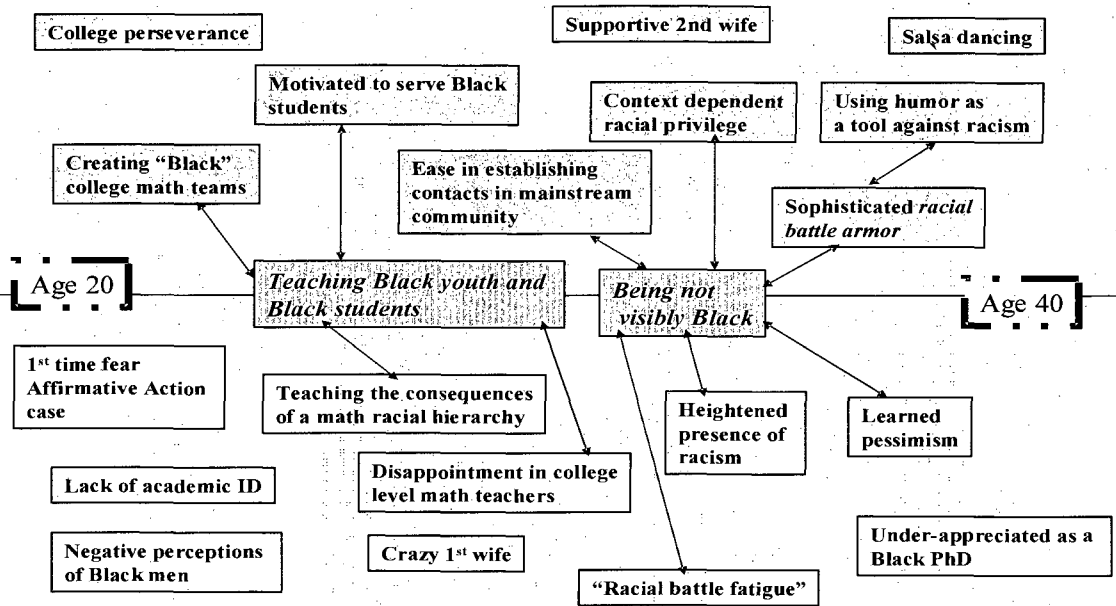 College perseverance
Supportive 2nd wife
Salsa dancing
Motivated to serve Black
students
Context dependent
racial privilege
Using humor as
a tool against racism
Creating “Black”
college math teams
Ease in establishing
contacts in mainstream
community
Sophisticated racial
battle armor
Age 20
Teaching Black youth and
Black students
Being not
visibly Black
Age 40
1st time fear
Affirmative Action
case
Teaching the consequences
of a math racial hierarchy
Heightened
presence of
racism
Learned
pessimism
Lack of academic ID
Disappointment in college
level math teachers
Negative perceptions
of Black men
Crazy 1st wife
“Racial battle fatigue”
Under-appreciated as a
Black PhD